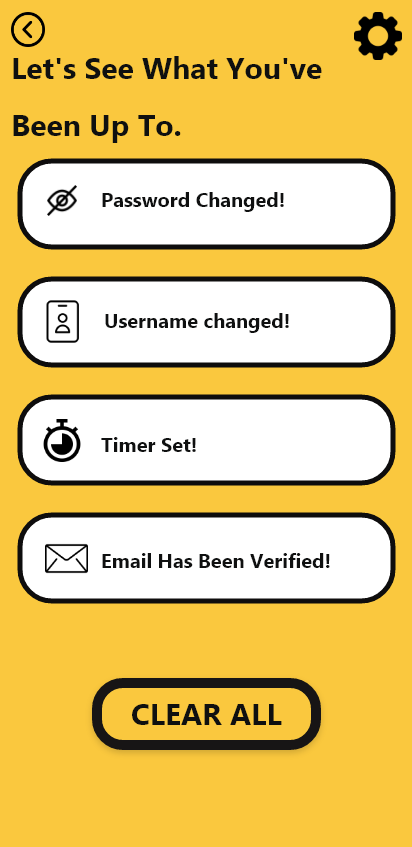 Let's See What You've
Been Up To.
Password Changed!
Username changed!
Timer Set!
Email Has Been Verified!
CLEAR ALL